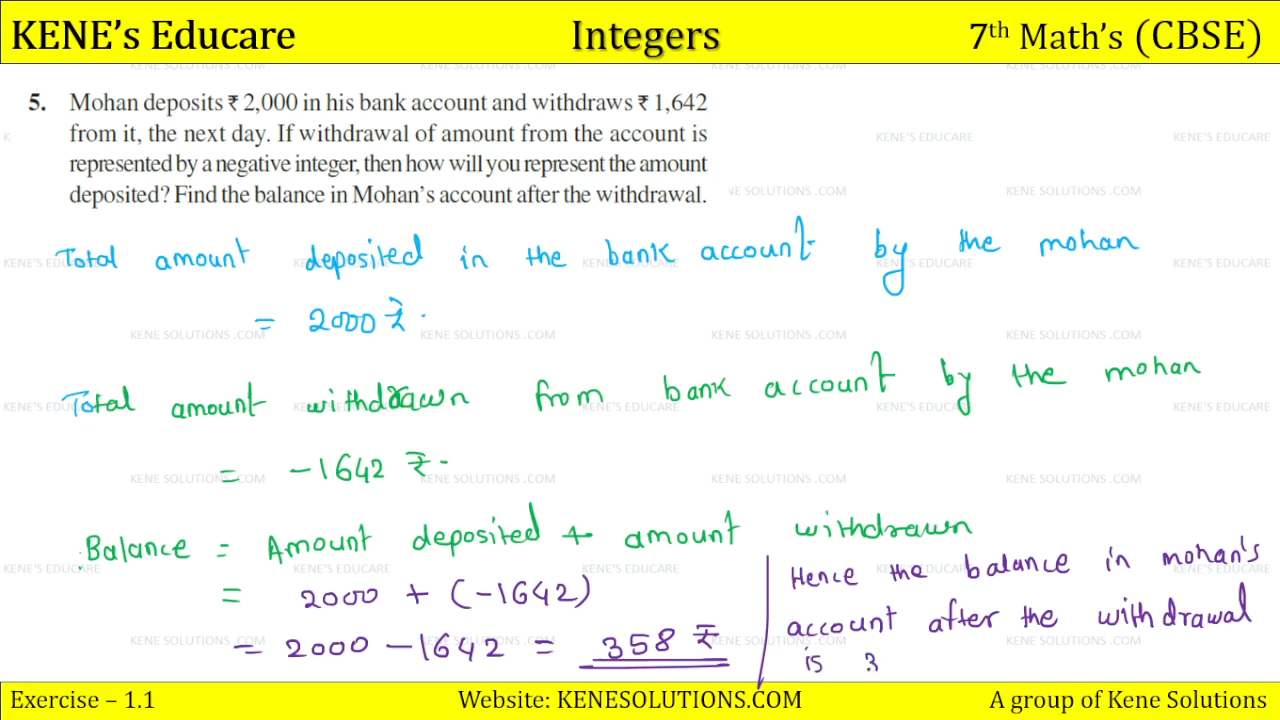 KENE's Educare Integers 7th Math's (CBSE)
5. Mohan deposits ₹ 2,000 in his bank account and withdraws ₹ 1,642
from it, the next day. If withdrawal of amount from the account is
represented by a negative integer, then how will you represent the amount
deposited? Find the balance in Mohan's account after the withdrawal.
Total amount deposited in the bank account by the mohan
= 2000 ₹.
Total amount withdrawn from bank account by the mohan
= -1642 ₹.
Balance = Amount deposited + amount withdrawn
= 2000 + (-1642)
= 2000 - 1642 = 358 ₹
Hence the balance in mohan's
account after the withdrawal
is 3
Exercise – 1.1 Website: KENESOLUTIONS.COM A group of Kene Solutions
KENE SOLUTIONS .COM
KENE'S EDUCARE